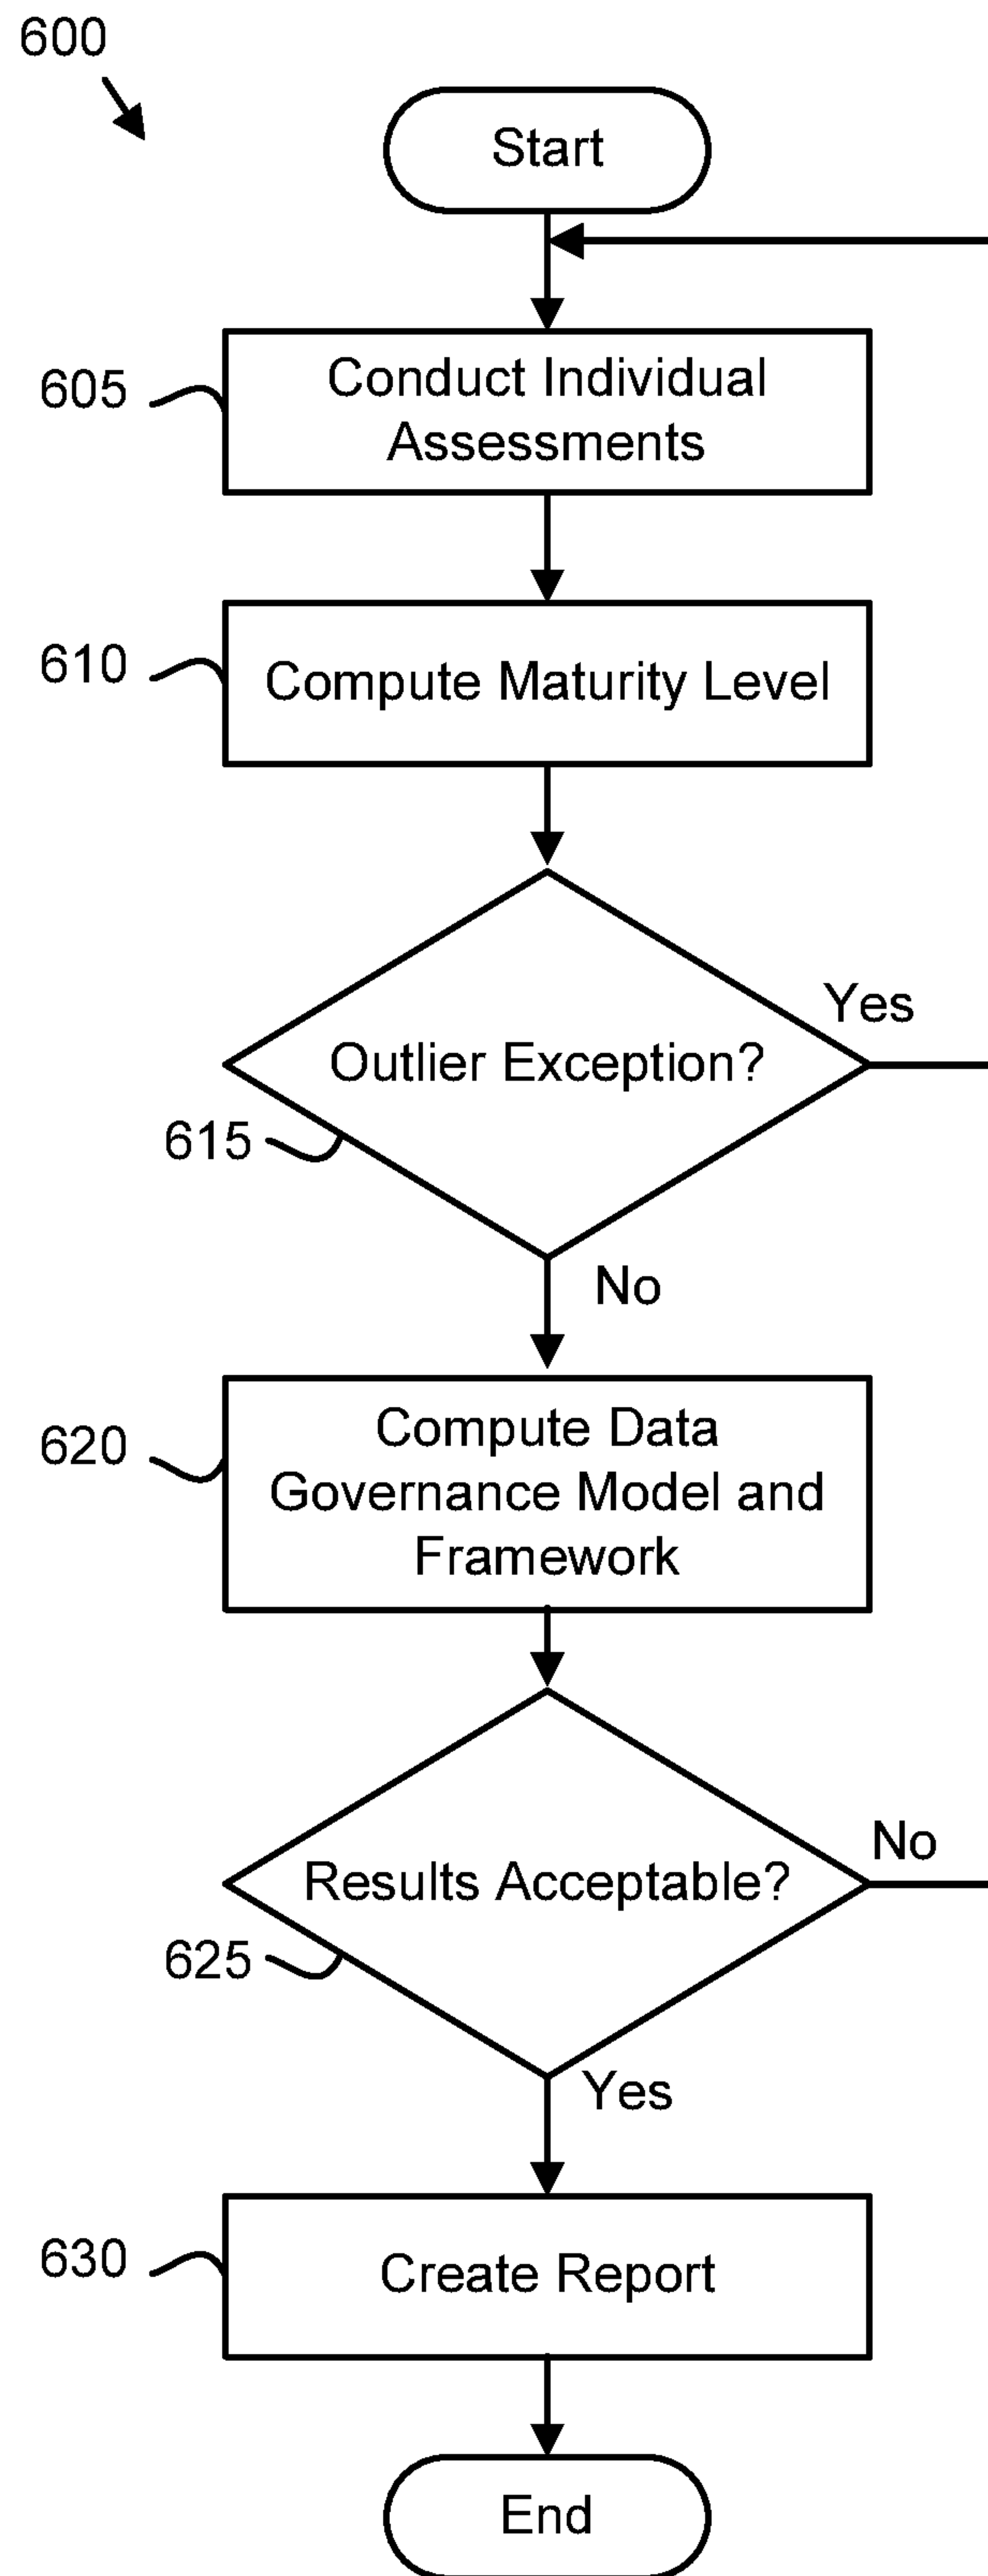 600
Start
605
Conduct Individual
Assessments
610
Compute Maturity Level
Yes
Outlier Exception?
615
No
620
Compute Data
Governance Model and
Framework
No
Results Acceptable?
625
Yes
630
Create Report
End